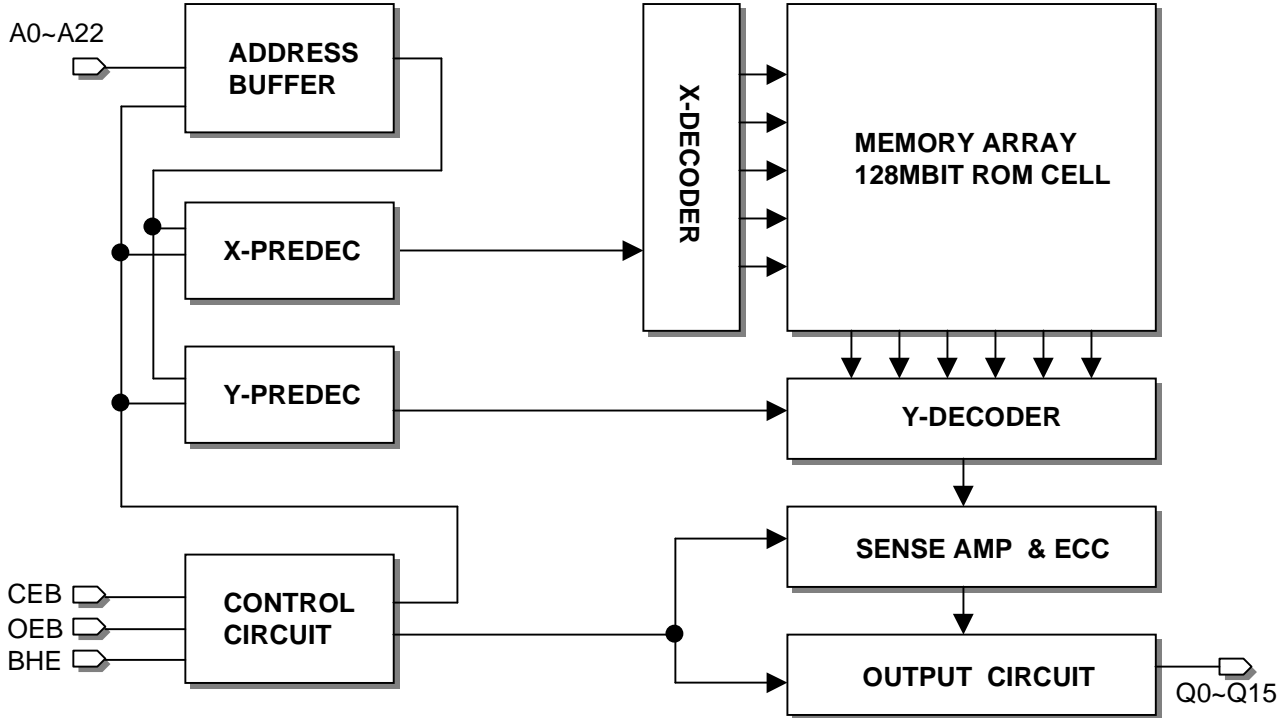 A0~A22
ADDRESS
BUFFER
X-DECODER
MEMORY ARRAY
128MBIT ROM CELL
X-PREDEC
Y-PREDEC
Y-DECODER
SENSE AMP & ECC
CEB
OEB
BHE
CONTROL
CIRCUIT
OUTPUT CIRCUIT
Q0~Q15